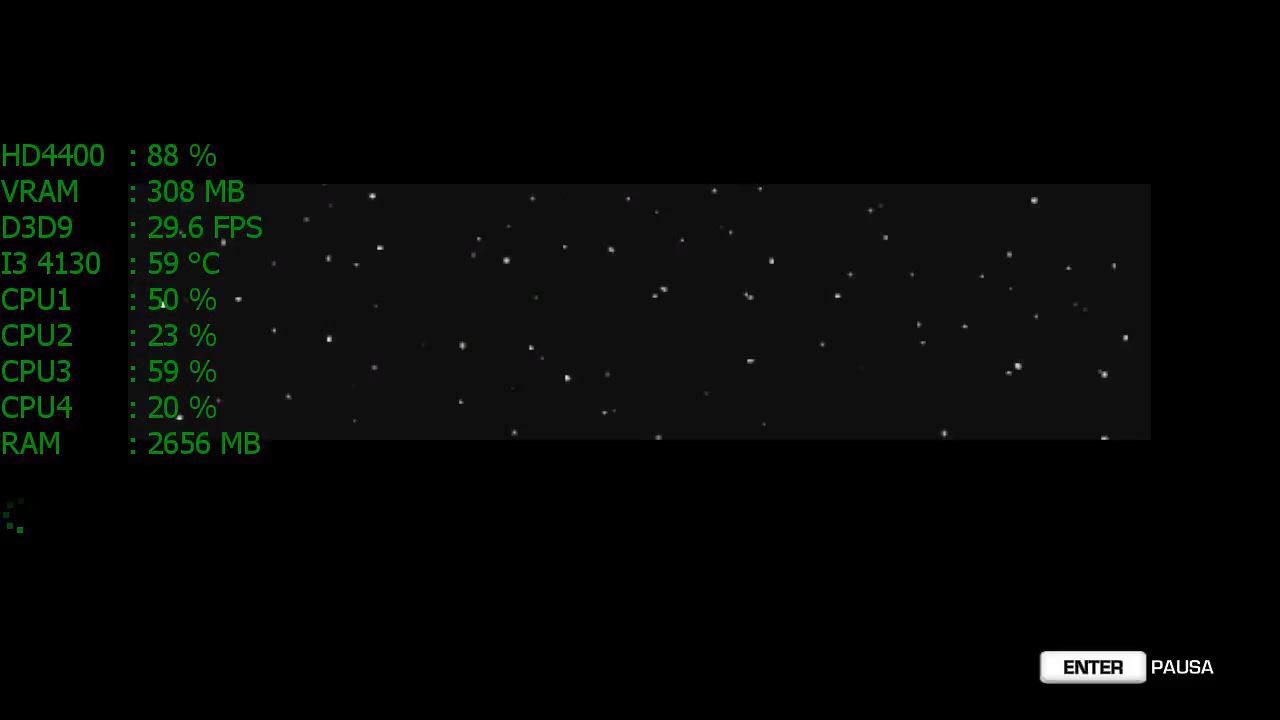 HD4400 : 88 %
VRAM : 308 MB
D3D9 : 29.6 FPS
I3 4130 : 59 °C
CPU1 : 50 %
CPU2 : 23 %
CPU3 : 59 %
CPU4 : 20 %
RAM : 2656 MB
ENTER PAUSA